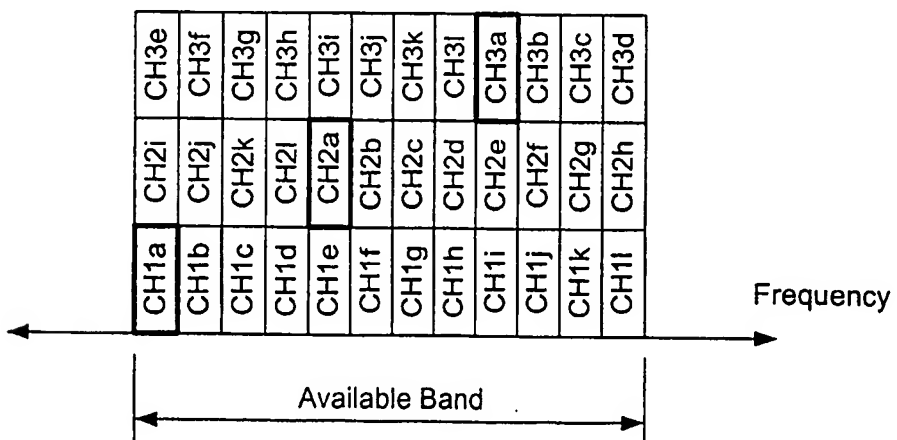 CH3e CH3f CH3g CH3h CH3i CH3j CH3k CH3l CH3a CH3b CH3c CH3d
CH2i CH2j CH2k CH2l CH2a CH2b CH2c CH2d CH2e CH2f CH2g CH2h
CH1a CH1b CH1c CH1d CH1e CH1f CH1g CH1h CH1i CH1j CH1k CH1l
Frequency
Available Band